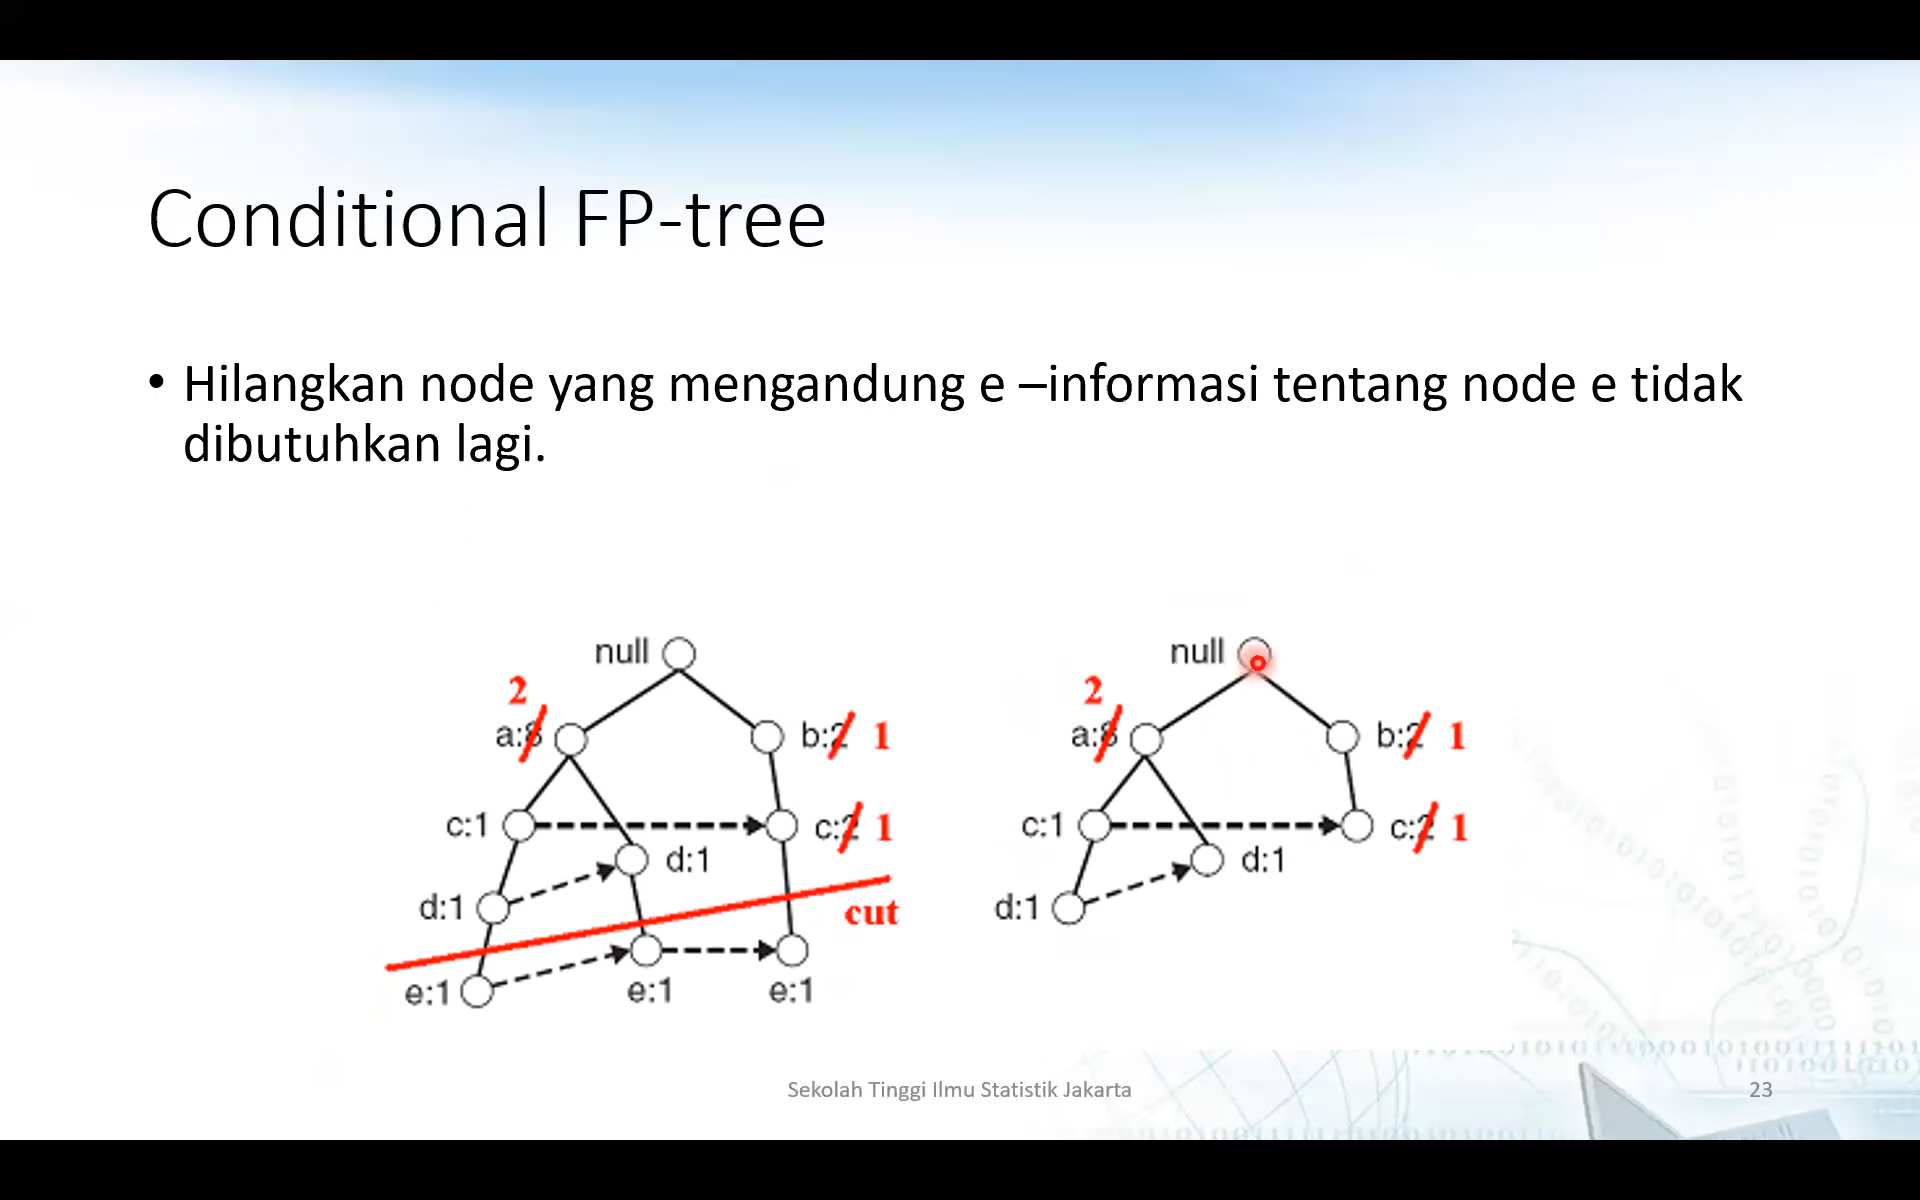 Conditional FP-tree
• Hilangkan node yang mengandung e –informasi tentang node e tidak
dibutuhkan lagi.
null
2
a:8
b:2 1
c:1
c:2 1
d:1
d:1
cut
e:1
e:1
e:1
null
2
a:8
b:2 1
c:1
c:2 1
d:1
d:1
Sekolah Tinggi Ilmu Statistik Jakarta
23